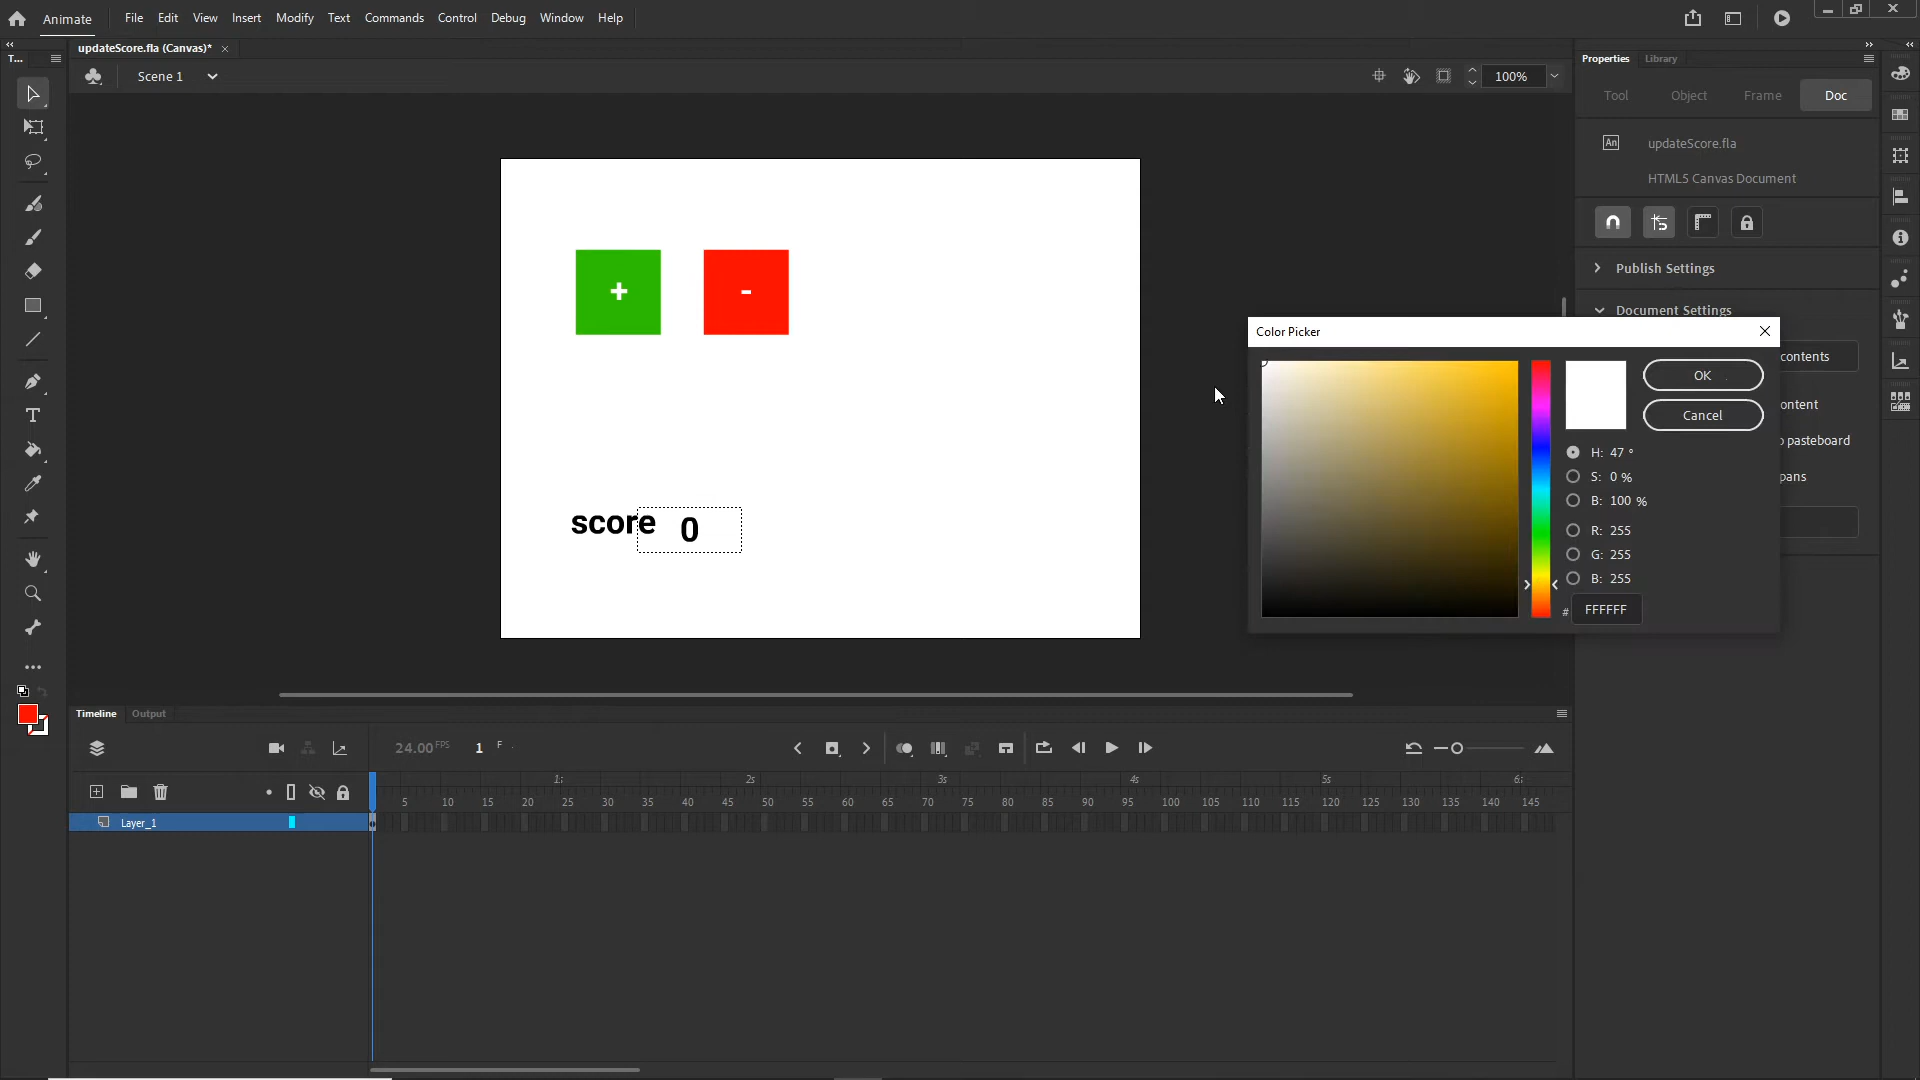 Animate File Edit View Insert Modify Text Commands Control Debug Window Help
updateScore.fla (Canvas)*
T...
Properties Library
Scene 1
100%
Tool Object Frame Doc
An updateScore.fla
HTML5 Canvas Document
Publish Settings
Document Settings
+ -
score 0
Color Picker
OK
Cancel
H: 47 °
S: 0 %
B: 100 %
R: 255
G: 255
B: 255
# FFFFFF
contents
ontent
pasteboard
pans
Timeline Output
24.00 FPS 1 F
1s 2s 3s 4s 5s 6s
5 10 15 20 25 30 35 40 45 50 55 60 65 70 75 80 85 90 95 100 105 110 115 120 125 130 135 140 145
Layer_1